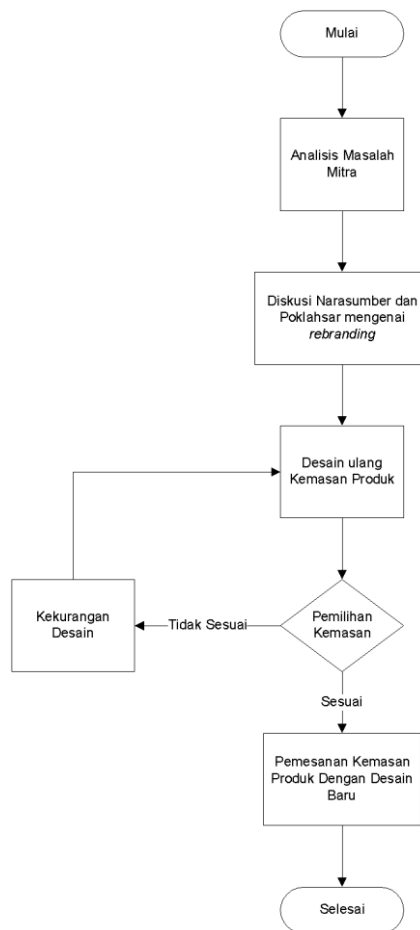 Mulai
Analisis Masalah
Mitra
Diskusi Narasumber dan
Poklahsar mengenai
rebranding
Desain ulang
Kemasan Produk
Pemilihan
Kemasan
Tidak Sesuai
Kekurangan
Desain
Sesuai
Pemesanan Kemasan
Produk Dengan Desain
Baru
Selesai